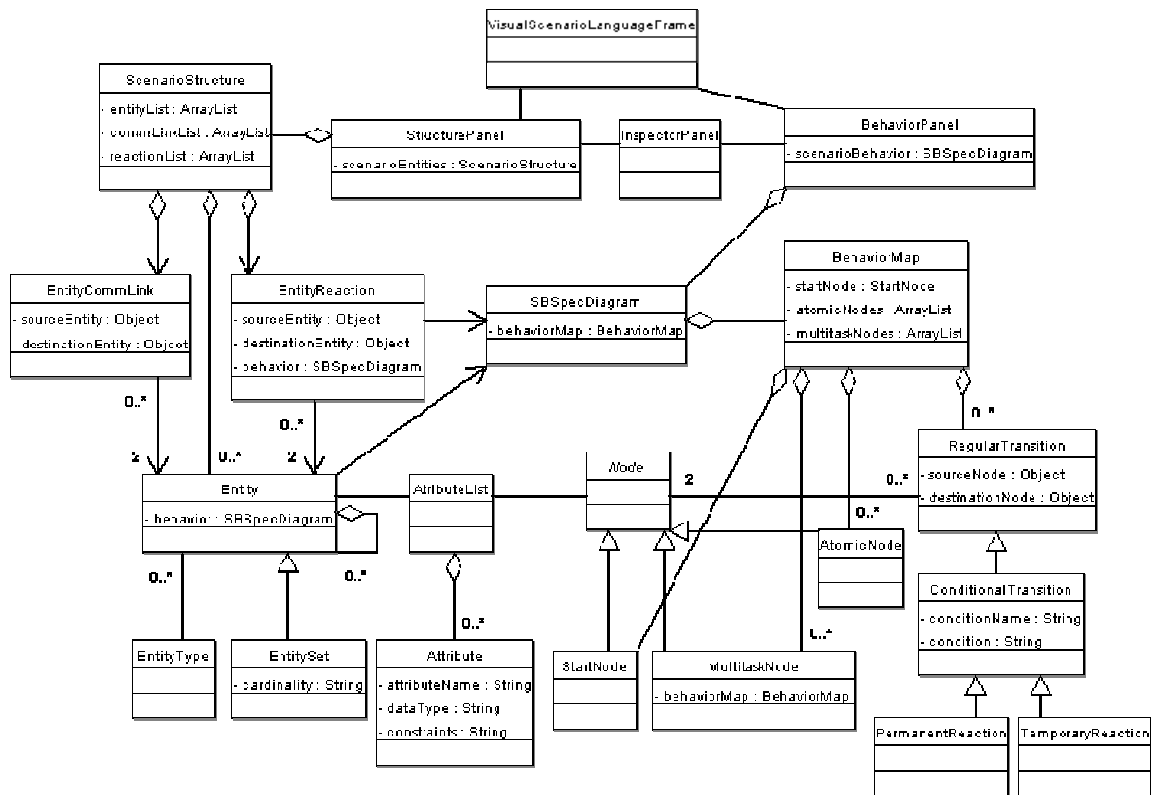 VisualScenarioLanguageFrame
ScenarioStructure
- entityList : ArrayList
- commLinkList : ArrayList
- reactionList : ArrayList
StructurePanel
- scenarioEntities : ScenarioStructure
InspectorPanel
BehaviorPanel
- scenarioBehavior : SBSpecDiagram
EntityCommLink
- sourceEntity : Object
destinationEntity : Object
EntityReaction
- sourceEntity : Object
- destinationEntity : Object
- behavior : SBSpecDiagram
SBSpecDiagram
- behaviorMap : BehaviorMap
BehaviorMap
- startNode : StartNode
- atomicNodes : ArrayList
- multitaskNodes : ArrayList
0..*
0..*
0..*
2
0..*
2
RegularTransition
- sourceNode : Object
- destinationNode : Object
Entity
- behavior : SBSpecDiagram
AtributeList
Node
2
0..*
0..*
AtomicNode
0..*
0..*
0..*
ConditionalTransition
- conditionName : String
- condition : String
EntityType
EntitySet
- cardinality : String
Attribute
- attributeName : String
- dataType : String
- constraints : String
StartNode
MultitaskNode
- behaviorMap : BehaviorMap
PermanentReaction
TemporaryReaction